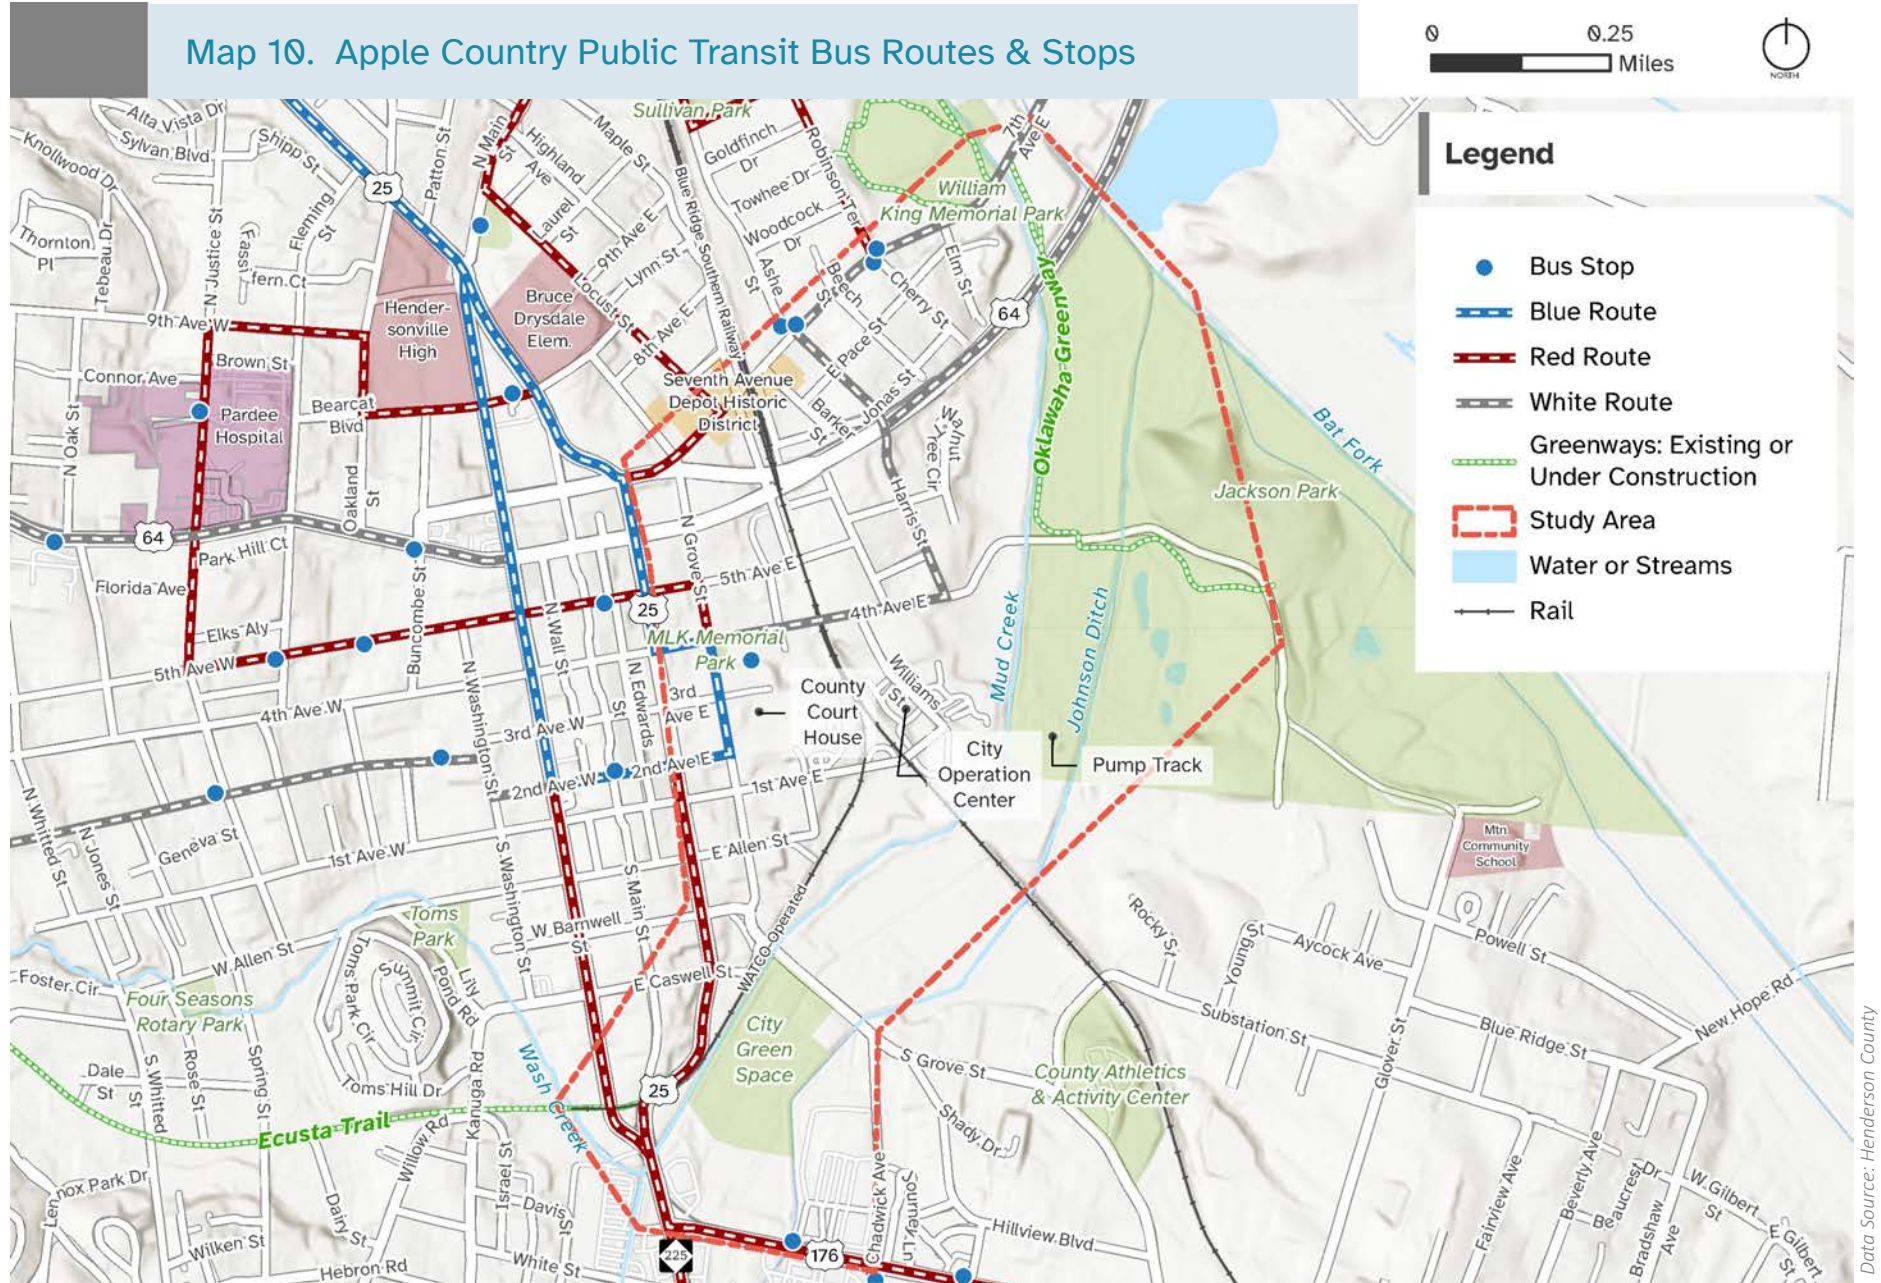 Map 10. Apple Country Public Transit Bus Routes & Stops
0
0.25
Miles
NORTH
Legend
Bus Stop
Blue Route
Red Route
White Route
Greenways: Existing or
Under Construction
Study Area
Water or Streams
Rail
Alta Vista Dr
Sylvan Blvd
Knollwood Dr
Shipp St
Patton St
N Main
St
Highland
Ave
Maple St
Sullivan Park
Goldfinch
Dr
Robinson Ter
Towhee Dr
Woodcock
Dr
7th
Ave E
William
King Memorial Park
25
Thornton
Pl
Tebeau Dr
N Justice St
Fassi
fern Ct
Fleming
St
Laurel
St
9th Ave E
Lynn St
Locust St
8th Ave E
Blue Ridge Southern Railway
Ashe
St
Beech
St
Cherry St
Elm St
64
9th Ave W
Hender-
sonville
High
Bruce
Drysdale
Elem.
Brown St
Connor Ave
Bearcat
Blvd
Pardee
Hospital
N Oak St
Oakland
St
Seventh Avenue
Depot Historic
District
E Pace St
Jonas St
Barker
St
Walnut
Tree Cir
Harris St
Oklawaha Greenway
Bat Fork
Jackson Park
64
Park Hill Ct
Florida Ave
Elks Aly
5th Ave W
Buncombe St
N Grove St
5th Ave E
25
4th Ave E
MLK Memorial
Park
Mud Creek
Johnson Ditch
N Wall St
N Washington St
N Edwards
St
3rd
Ave E
4th Ave W
3rd Ave W
2nd Ave W
2nd Ave E
1st Ave E
County
Court
House
Williams
St
City
Operation
Center
Pump Track
N Whitted St
N Jones St
Geneva St
1st Ave W
S Washington St
S Main St
E Allen St
W Barnwell
St
E Caswell St
WATCO Operated
Toms
Park
W Allen St
Foster Cir
Four Seasons
Rotary Park
Toms Park Cir
Summit Cir
Lily
Pond Rd
Toms Hill Dr
Kanuga Rd
Dale
St
S Whitted
St
Rose St
Spring St
Ecusta Trail
Wash Creek
25
City
Green
Space
S Grove St
County Athletics
& Activity Center
Shady Dr
Mtn
Community
School
Rocky St
Young St
Aycock Ave
Powell St
Substation St
Blue Ridge St
New Hope Rd
Glover St
Willow Rd
Israel St
Davis St
White St
Dairy St
Lennox Park Dr
Wilken St
Hebron Rd
225
176
Chadwick Ave
Journey Ln
Hillview Blvd
Fairview Ave
Beverly Ave
Beaucrest Dr
Bradshaw
Ave
W Gilbert
St
E Gilbert
St
Data Source: Henderson County